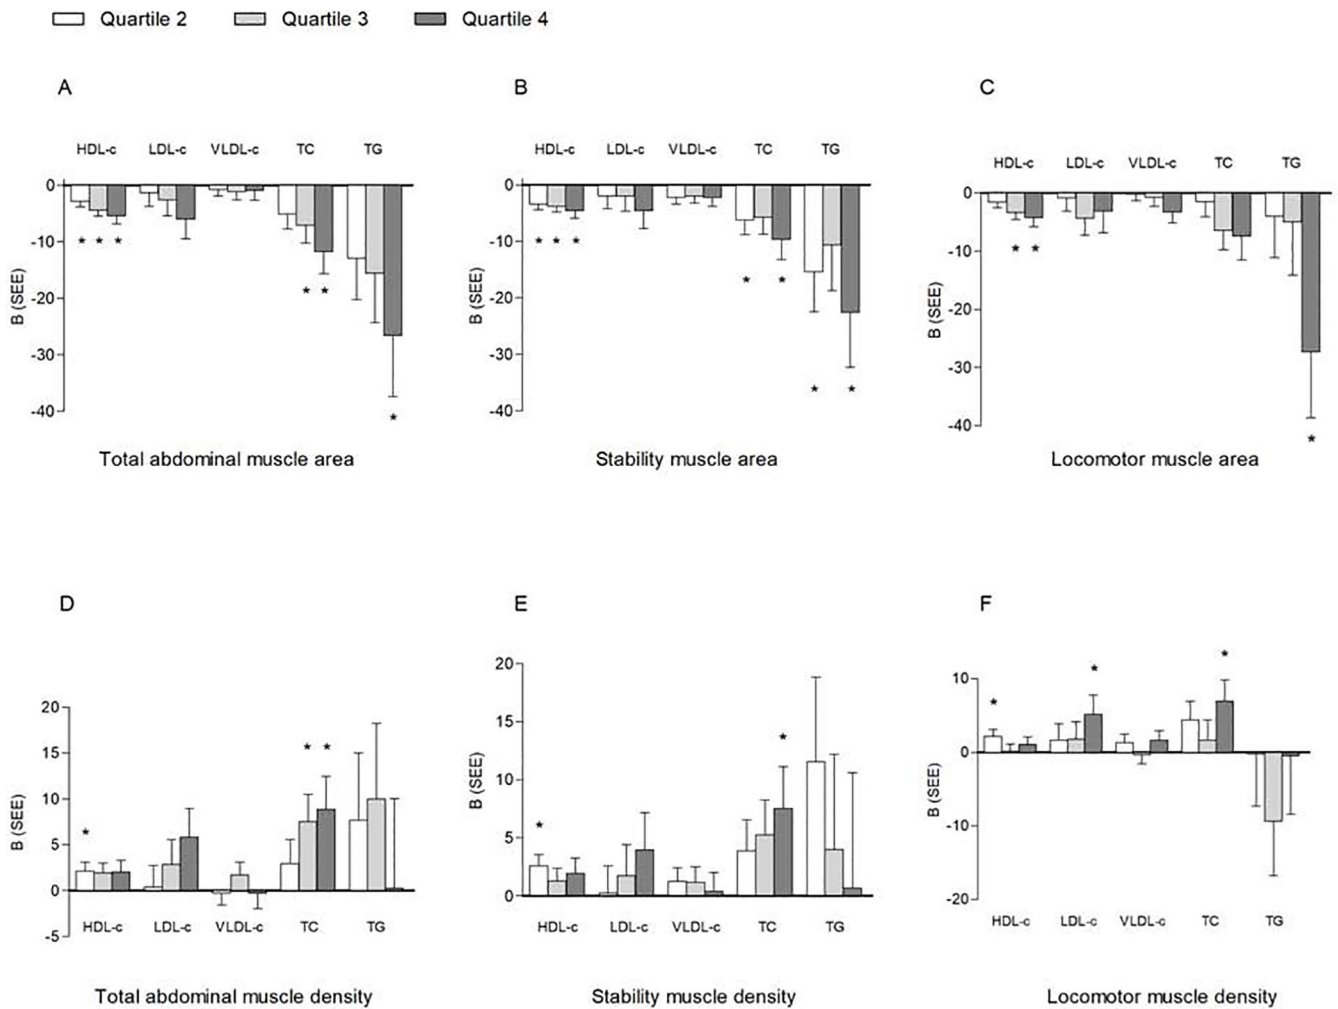 Quartile 2 Quartile 3 Quartile 4
A B C
HDL-c LDL-c VLDL-c TC TG
0
-10
-20
-30
-40
B (SEE)
* * * * * *
Total abdominal muscle area
HDL-c LDL-c VLDL-c TC TG
0
-10
-20
-30
-40
B (SEE)
* * * * * * *
Stability muscle area
HDL-c LDL-c VLDL-c TC TG
0
-10
-20
-30
-40
B (SEE)
* * *
Locomotor muscle area
D E F
20
15
10
5
0
-5
B (SEE)
* * *
HDL-c LDL-c VLDL-c TC TG
Total abdominal muscle density
20
15
10
5
0
B (SEE)
* *
HDL-c LDL-c VLDL-c TC TG
Stability muscle density
10
0
-10
-20
B (SEE)
* * *
HDL-c LDL-c VLDL-c TC TG
Locomotor muscle density